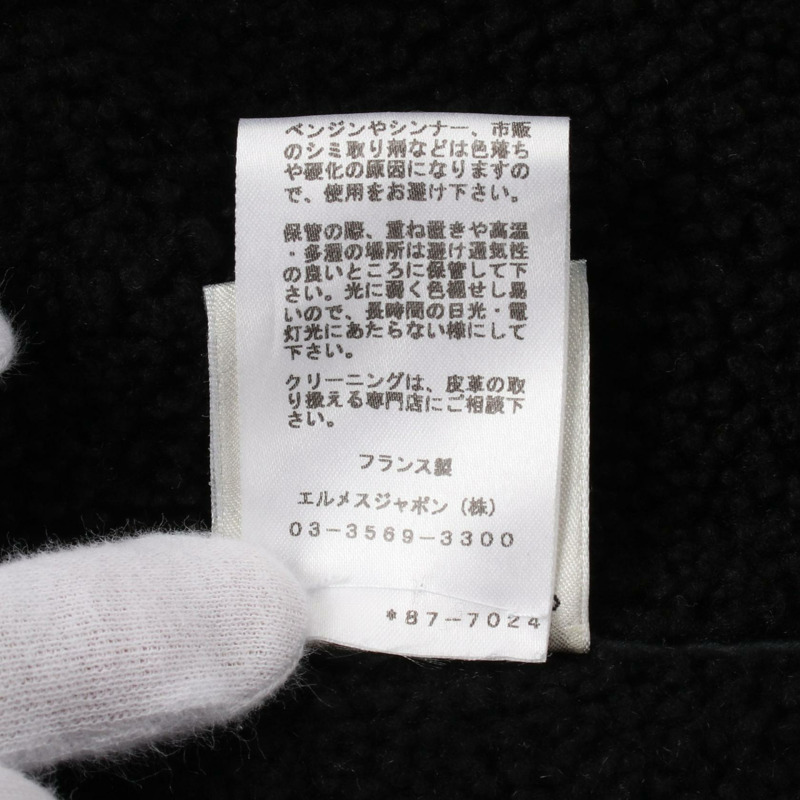 ベンジンやシンナー、市販
のシミ取り剤などは色落ち
や硬化の原因になりますの
で、使用をお避け下さい。
保管の際、重ね置きや高温
・多湿の場所は避け通気性
の良いところに保管して下
さい。光に弱く色褪せし易
いので、長時間の日光・電
灯光にあたらない様にして
下さい。
クリーニングは、皮革の取
り扱える専門店にご相談下
さい。
フランス製
エルメスジャポン（株）
03-3569-3300
*87-7024